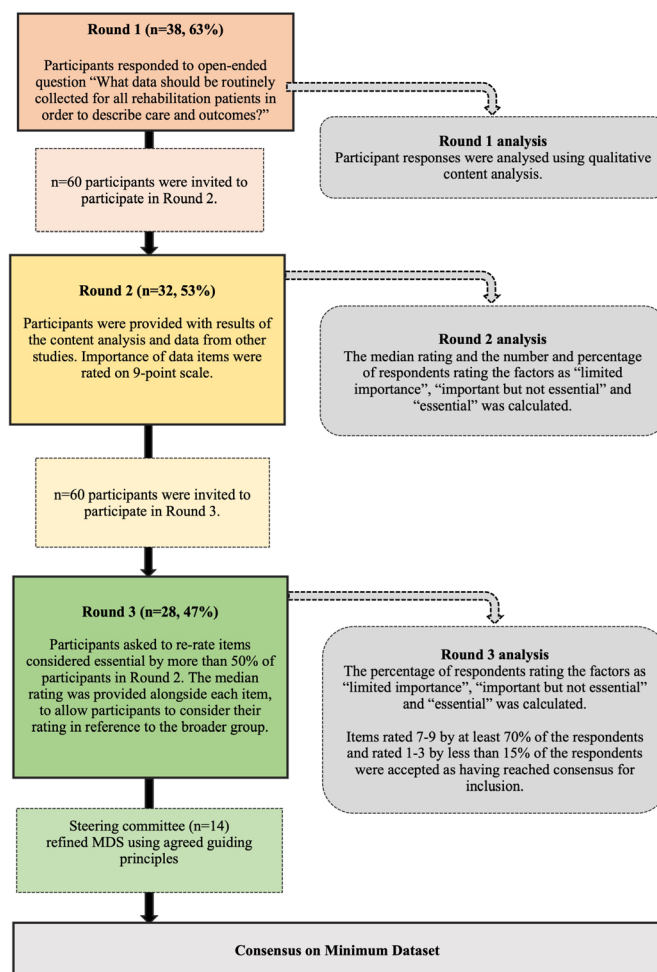 Round 1 (n=38, 63%)
Participants responded to open-ended
question “What data should be routinely
collected for all rehabilitation patients in
order to describe care and outcomes?”
Round 1 analysis
Participant responses were analysed using qualitative
content analysis.
n=60 participants were invited to
participate in Round 2.
Round 2 (n=32, 53%)
Participants were provided with results of
the content analysis and data from other
studies. Importance of data items were
rated on 9-point scale.
Round 2 analysis
The median rating and the number and percentage
of respondents rating the factors as “limited
importance”, “important but not essential” and
“essential” was calculated.
n=60 participants were invited to
participate in Round 3.
Round 3 (n=28, 47%)
Participants asked to re-rate items
considered essential by more than 50% of
participants in Round 2. The median
rating was provided alongside each item,
to allow participants to consider their
rating in reference to the broader group.
Round 3 analysis
The percentage of respondents rating the factors as
“limited importance”, “important but not essential”
and “essential” was calculated.
Items rated 7-9 by at least 70% of the respondents
and rated 1-3 by less than 15% of the respondents
were accepted as having reached consensus for
inclusion.
Steering committee (n=14)
refined MDS using agreed guiding
principles
Consensus on Minimum Dataset